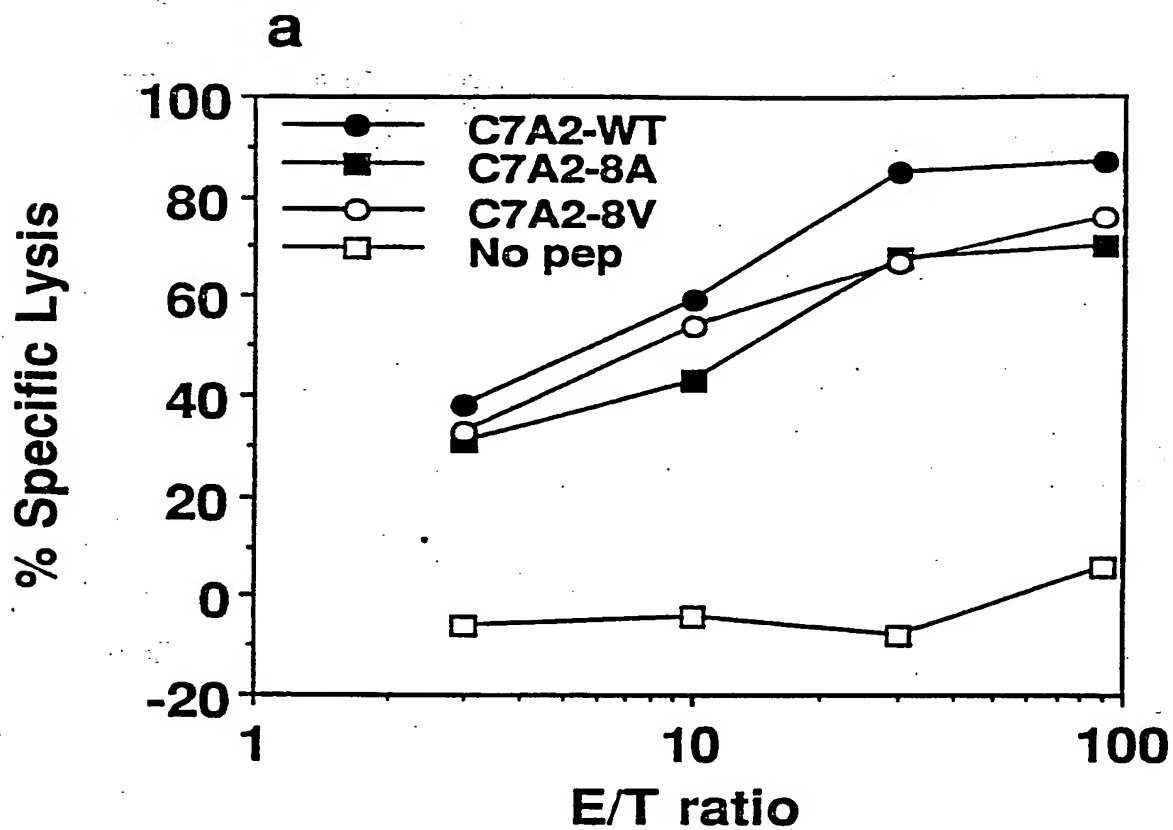 a
% Specific Lysis
100
80
60
40
20
0
-20
C7A2-WT
C7A2-8A
C7A2-8V
No pep
1 10 100
E/T ratio